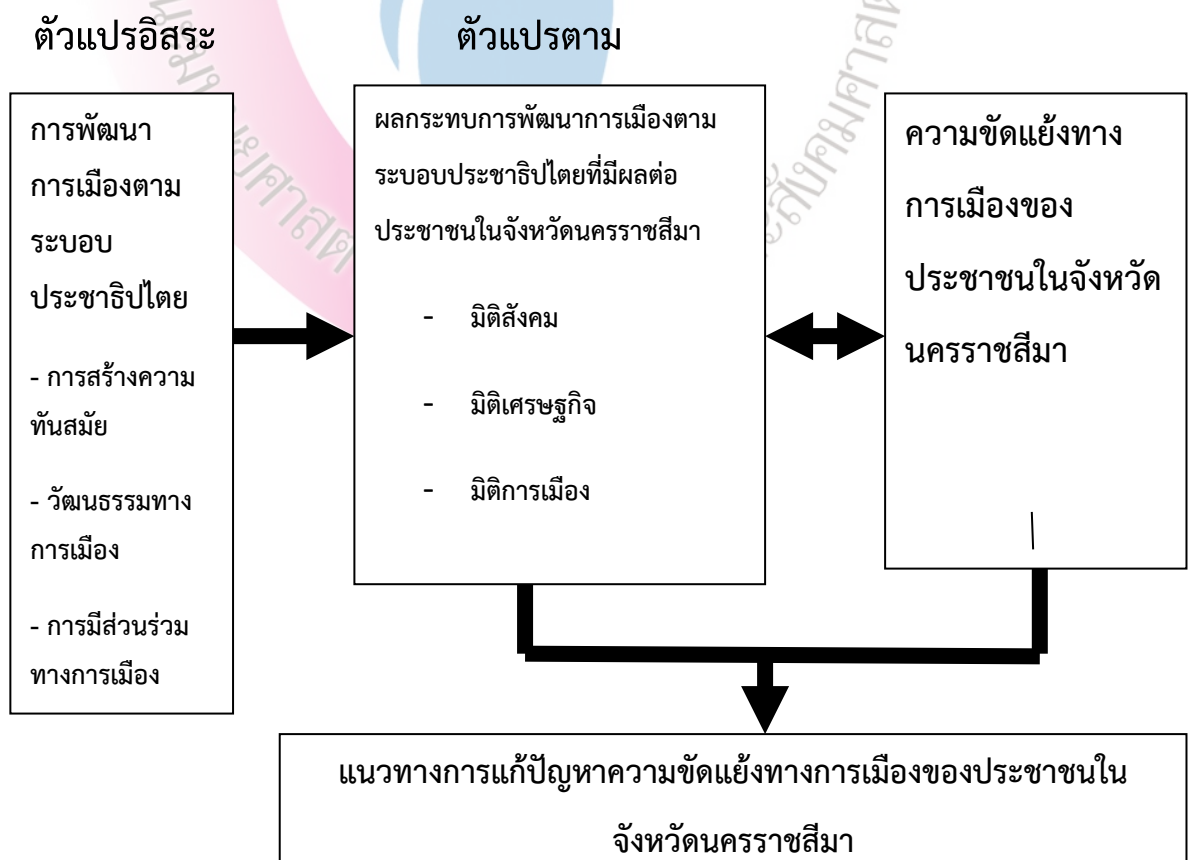 ตัวแปรอิสระ
ตัวแปรตาม
การพัฒนา
การเมืองตาม
ระบอบ
ประชาธิปไตย
- การสร้างความ
ทันสมัย
- วัฒนธรรมทาง
การเมือง
- การมีส่วนร่วม
ทางการเมือง
ผลกระทบการพัฒนาการเมืองตาม
ระบอบประชาธิปไตยที่มีผลต่อ
ประชาชนในจังหวัดนครราชสีมา
- มิติสังคม
- มิติเศรษฐกิจ
- มิติการเมือง
ความขัดแย้งทาง
การเมืองของ
ประชาชนในจังหวัด
นครราชสีมา
แนวทางการแก้ปัญหาความขัดแย้งทางการเมืองของประชาชนใน
จังหวัดนครราชสีมา